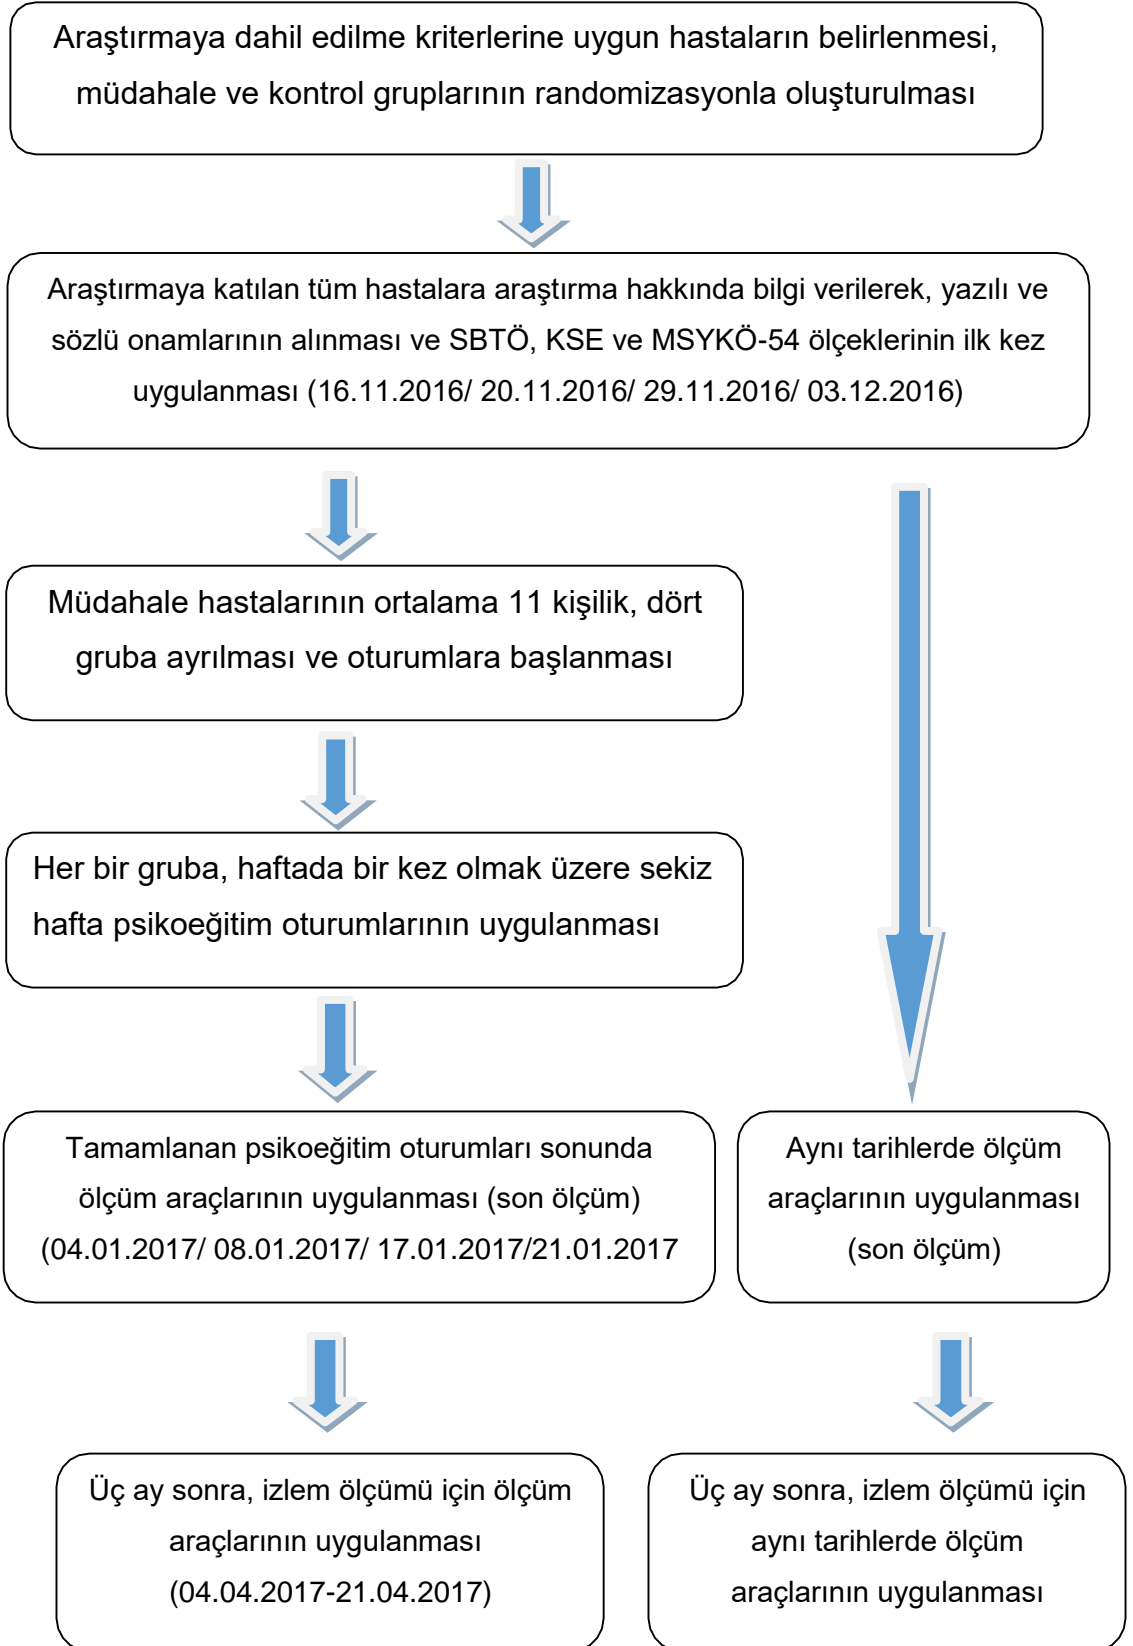 Araştırmaya dahil edilme kriterlerine uygun hastaların belirlenmesi,
müdahale ve kontrol gruplarının randomizasyonla oluşturulması
Araştırmaya katılan tüm hastalara araştırma hakkında bilgi verilerek, yazılı ve
sözlü onamlarının alınması ve SBTÖ, KSE ve MSYKÖ-54 ölçeklerinin ilk kez
uygulanması (16.11.2016/ 20.11.2016/ 29.11.2016/ 03.12.2016)
Müdahale hastalarının ortalama 11 kişilik, dört
gruba ayrılması ve oturumlara başlanması
Her bir gruba, haftada bir kez olmak üzere sekiz
hafta psikoeğitim oturumlarının uygulanması
Tamamlanan psikoeğitim oturumları sonunda
ölçüm araçlarının uygulanması (son ölçüm)
(04.01.2017/ 08.01.2017/ 17.01.2017/21.01.2017
Aynı tarihlerde ölçüm
araçlarının uygulanması
(son ölçüm)
Üç ay sonra, izlem ölçümü için ölçüm
araçlarının uygulanması
(04.04.2017-21.04.2017)
Üç ay sonra, izlem ölçümü için
aynı tarihlerde ölçüm
araçlarının uygulanması